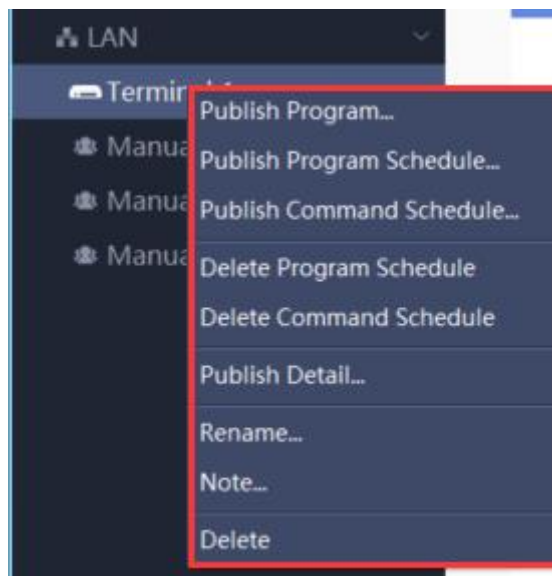 LAN
Publish Program...
Publish Program Schedule...
Publish Command Schedule...
Delete Program Schedule
Delete Command Schedule
Publish Detail...
Rename...
Note...
Delete